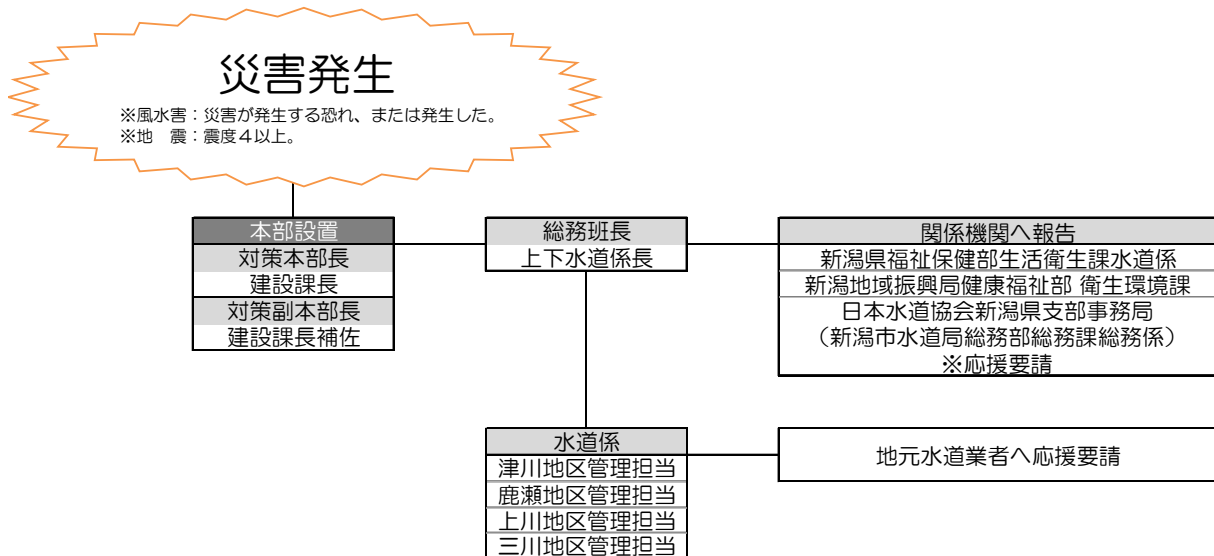 災害発生
※風水害：災害が発生する恐れ、または発生した。
※地　震：震度４以上。
本部設置
対策本部長
建設課長
対策副本部長
建設課長補佐
総務班長
上下水道係長
関係機関へ報告
新潟県福祉保健部生活衛生課水道係
新潟地域振興局健康福祉部 衛生環境課
日本水道協会新潟県支部事務局
（新潟市水道局総務部総務課総務係）
※応援要請
水道係
津川地区管理担当
鹿瀬地区管理担当
上川地区管理担当
三川地区管理担当
地元水道業者へ応援要請